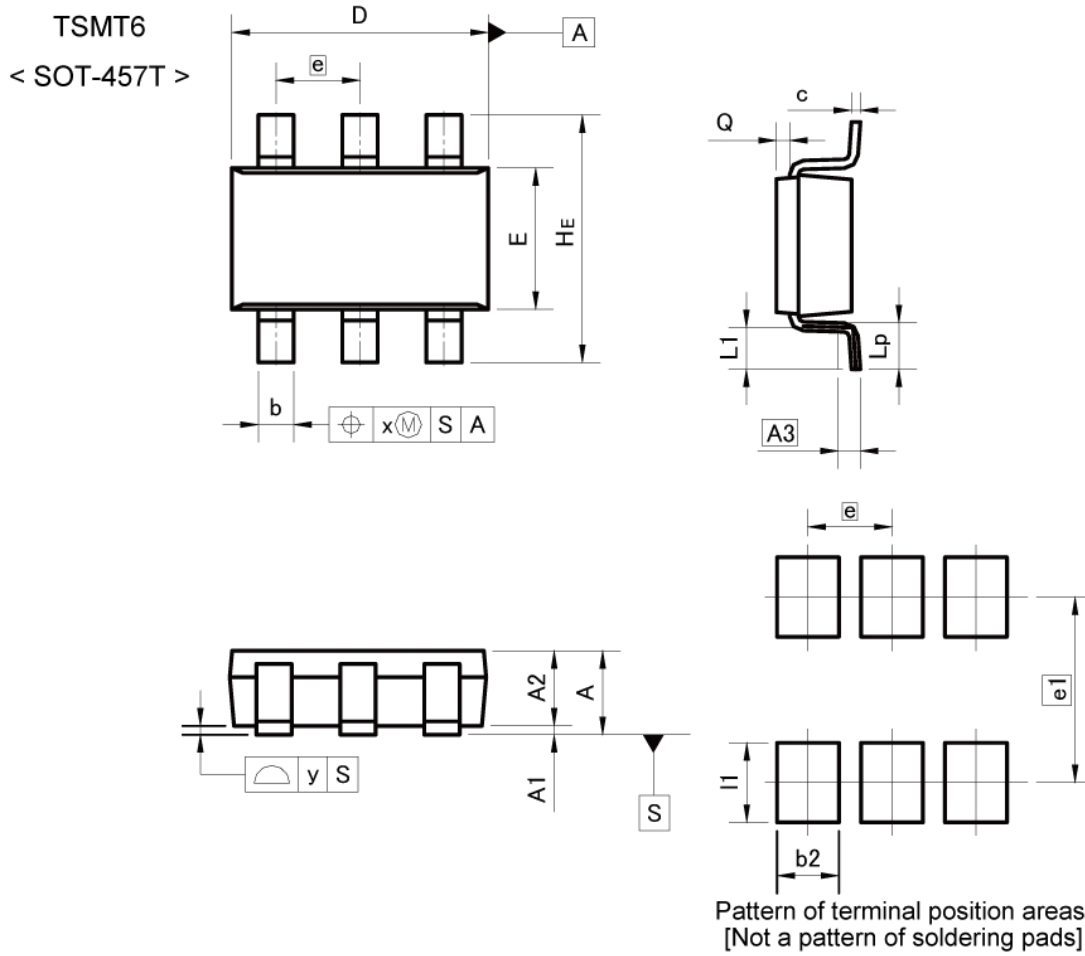 TSMT6
< SOT-457T >
D
A
e
E
HE
b
x Ⓜ S A
c
Q
L1
Lp
A3
A2
A
A1
y S
S
e
e1
l1
b2
Pattern of terminal position areas
[Not a pattern of soldering pads]